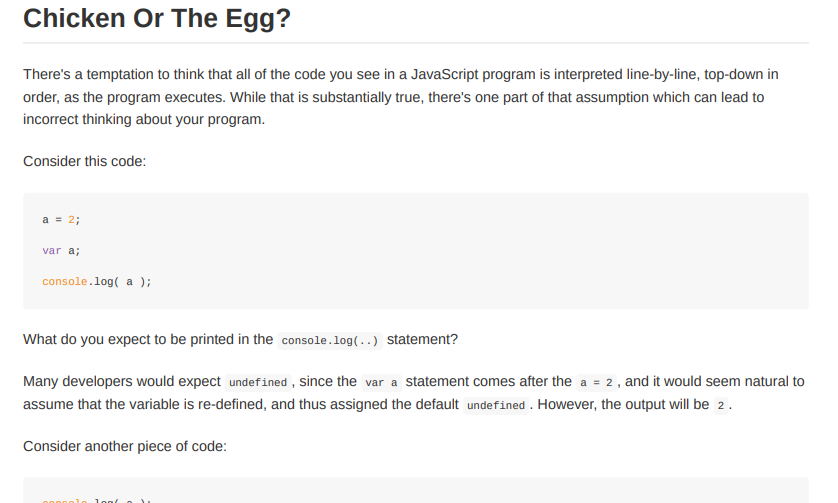 Chicken Or The Egg?
There's a temptation to think that all of the code you see in a JavaScript program is interpreted line-by-line, top-down in
order, as the program executes. While that is substantially true, there's one part of that assumption which can lead to
incorrect thinking about your program.
Consider this code:
a = 2;
var a;
console.log( a );
What do you expect to be printed in the console.log(..) statement?
Many developers would expect undefined , since the var a statement comes after the a = 2 , and it would seem natural to
assume that the variable is re-defined, and thus assigned the default undefined . However, the output will be 2 .
Consider another piece of code:
console.log( a );